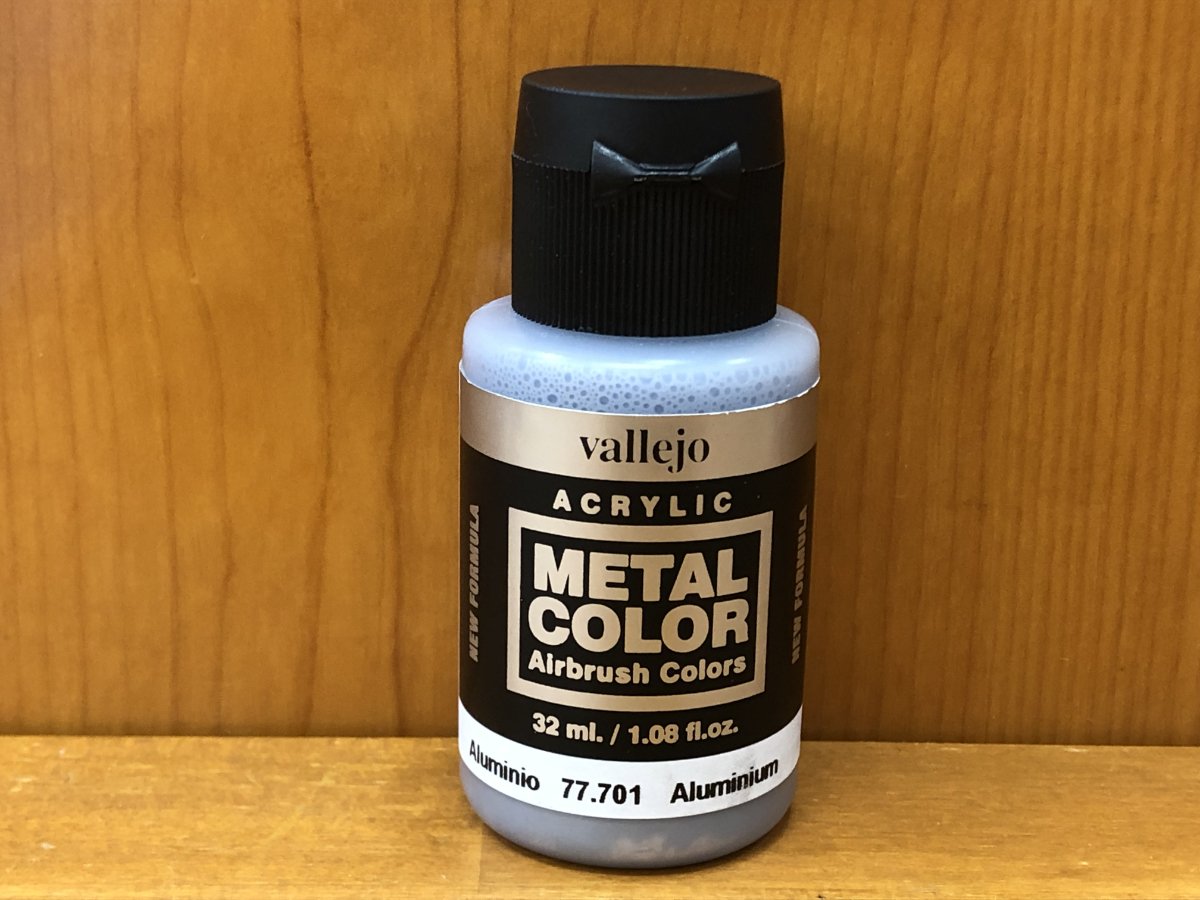 vallejo
ACRYLIC
METAL
COLOR
Airbrush Colors
NEW FORMULA
NEW FORMULA
32 ml. / 1.08 fl.oz.
Aluminio 77.701 Aluminium